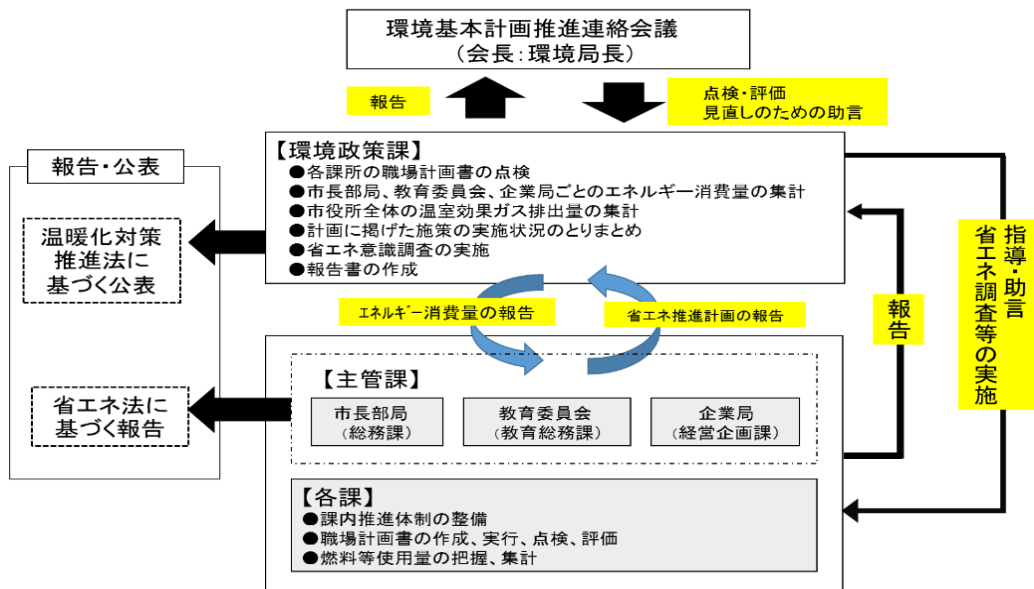 環境基本計画推進連絡会議
（会長：環境局長）
報告
点検・評価
見直しのための助言
【環境政策課】
●各課所の職場計画書の点検
●市長部局、教育委員会、企業局ごとのエネルギー消費量の集計
●市役所全体の温室効果ガス排出量の集計
●計画に掲げた施策の実施状況のとりまとめ
●省エネ意識調査の実施
●報告書の作成
報告・公表
温暖化対策
推進法に
基づく公表
省エネ法に
基づく報告
エネルギー消費量の報告
省エネ推進計画の報告
報告
指導・助言
省エネ調査等の実施
【主管課】
市長部局
（総務課）
教育委員会
（教育総務課）
企業局
（経営企画課）
【各課】
●課内推進体制の整備
●職場計画書の作成、実行、点検、評価
●燃料等使用量の把握、集計